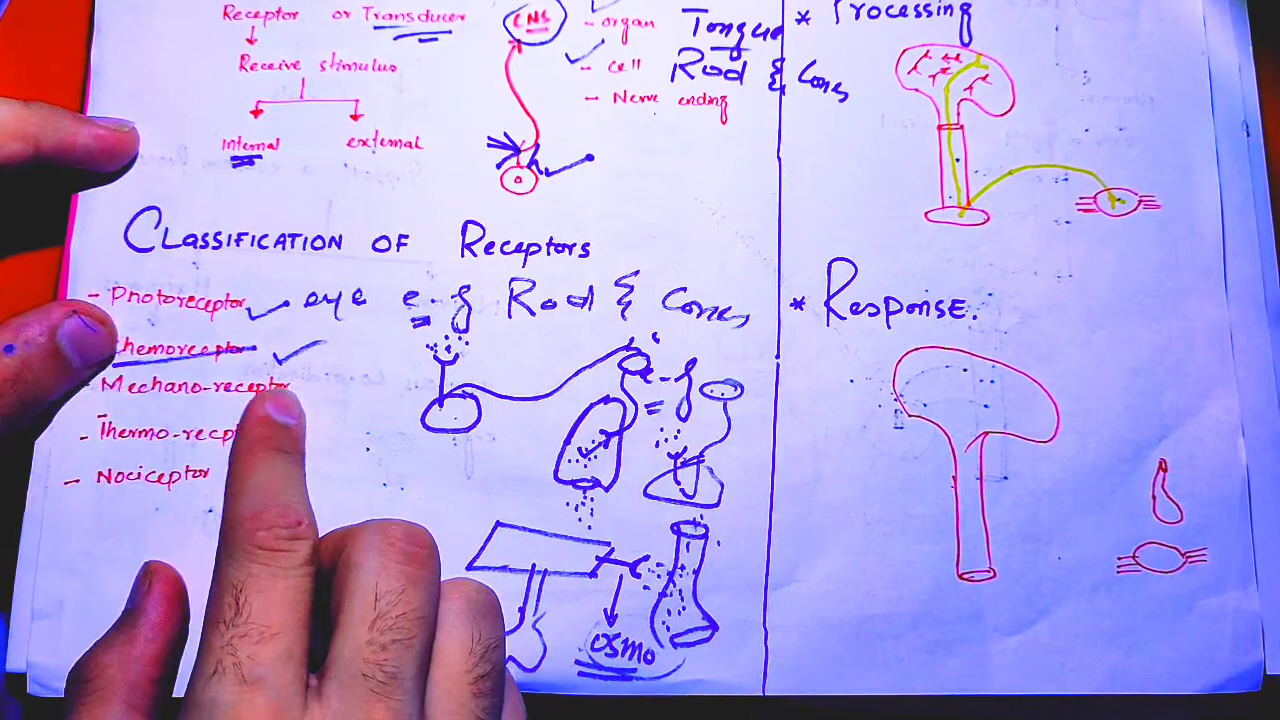 Receptor or Transducer
Receive stimulus
Internal external
CNS
- organ Tongue
- cell Rod & Cones
- Nerve ending
CLASSIFICATION OF Receptors
- Photoreceptor eye e-g Rod & Cones
chemoreceptor
- Mechano-receptor
- Thermo-recp
- Nociceptor
e-g
osmo
* Processing
* Response.